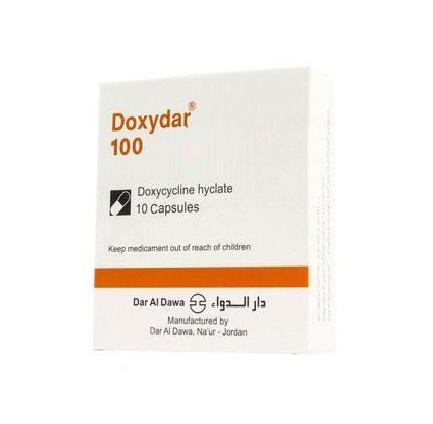 Doxydar®
100
Doxycycline hyclate
10 Capsules
Keep medicament out of reach of children
Dar Al Dawa دار الدواء
Manufactured by
Dar Al Dawa, Na'ur - Jordan